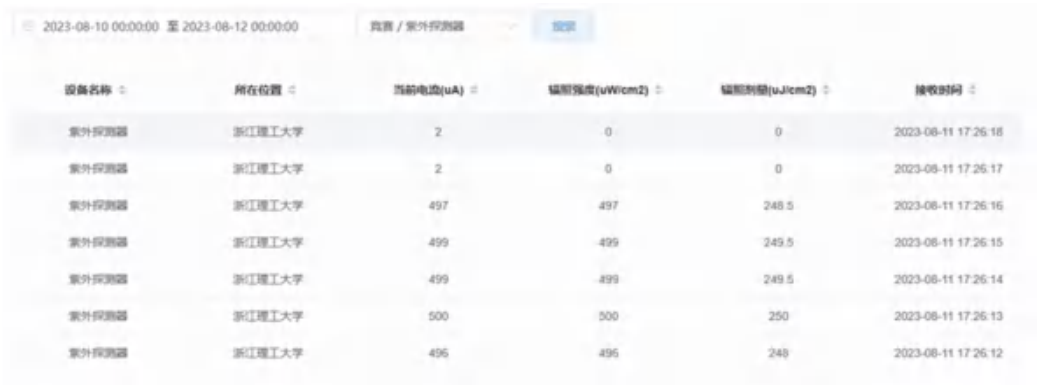 2023-08-10 00:00:00 至 2023-08-12 00:00:00 竞赛 / 紫外探测器 搜索
设备名称 所在位置 当前电流(uA) 辐照强度(uW/cm2) 辐照剂量(uJ/cm2) 接收时间
紫外探测器 浙江理工大学 2 0 0 2023-08-11 17:26:18
紫外探测器 浙江理工大学 2 0 0 2023-08-11 17:26:17
紫外探测器 浙江理工大学 497 497 248.5 2023-08-11 17:26:16
紫外探测器 浙江理工大学 499 499 249.5 2023-08-11 17:26:15
紫外探测器 浙江理工大学 499 499 249.5 2023-08-11 17:26:14
紫外探测器 浙江理工大学 500 500 250 2023-08-11 17:26:13
紫外探测器 浙江理工大学 496 496 248 2023-08-11 17:26:12